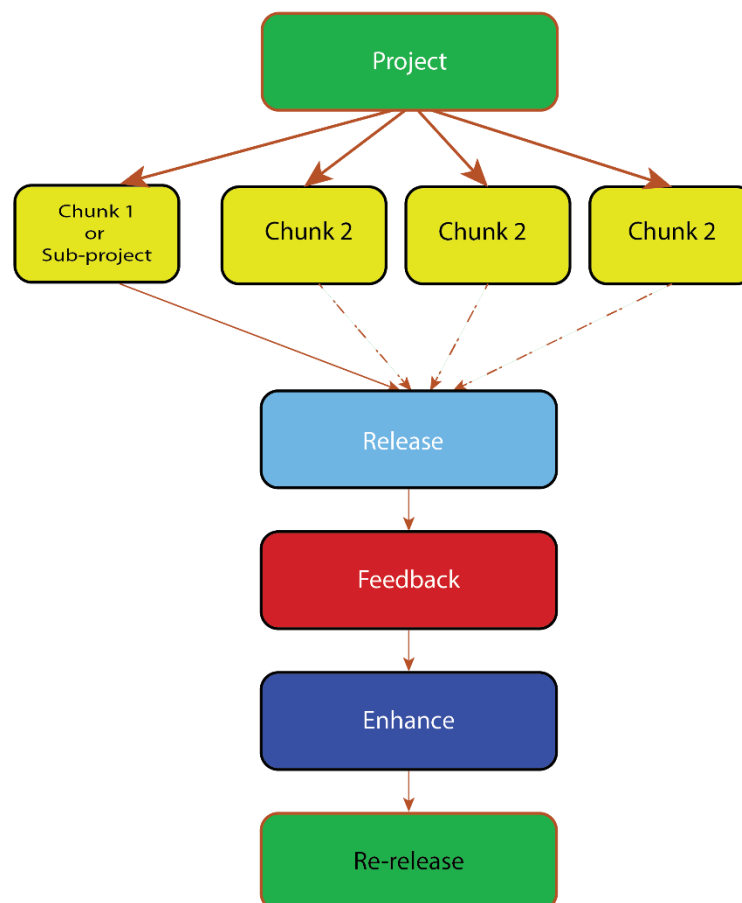 Project
Chunk 1
or
Sub-project
Chunk 2
Chunk 2
Chunk 2
Release
Feedback
Enhance
Re-release